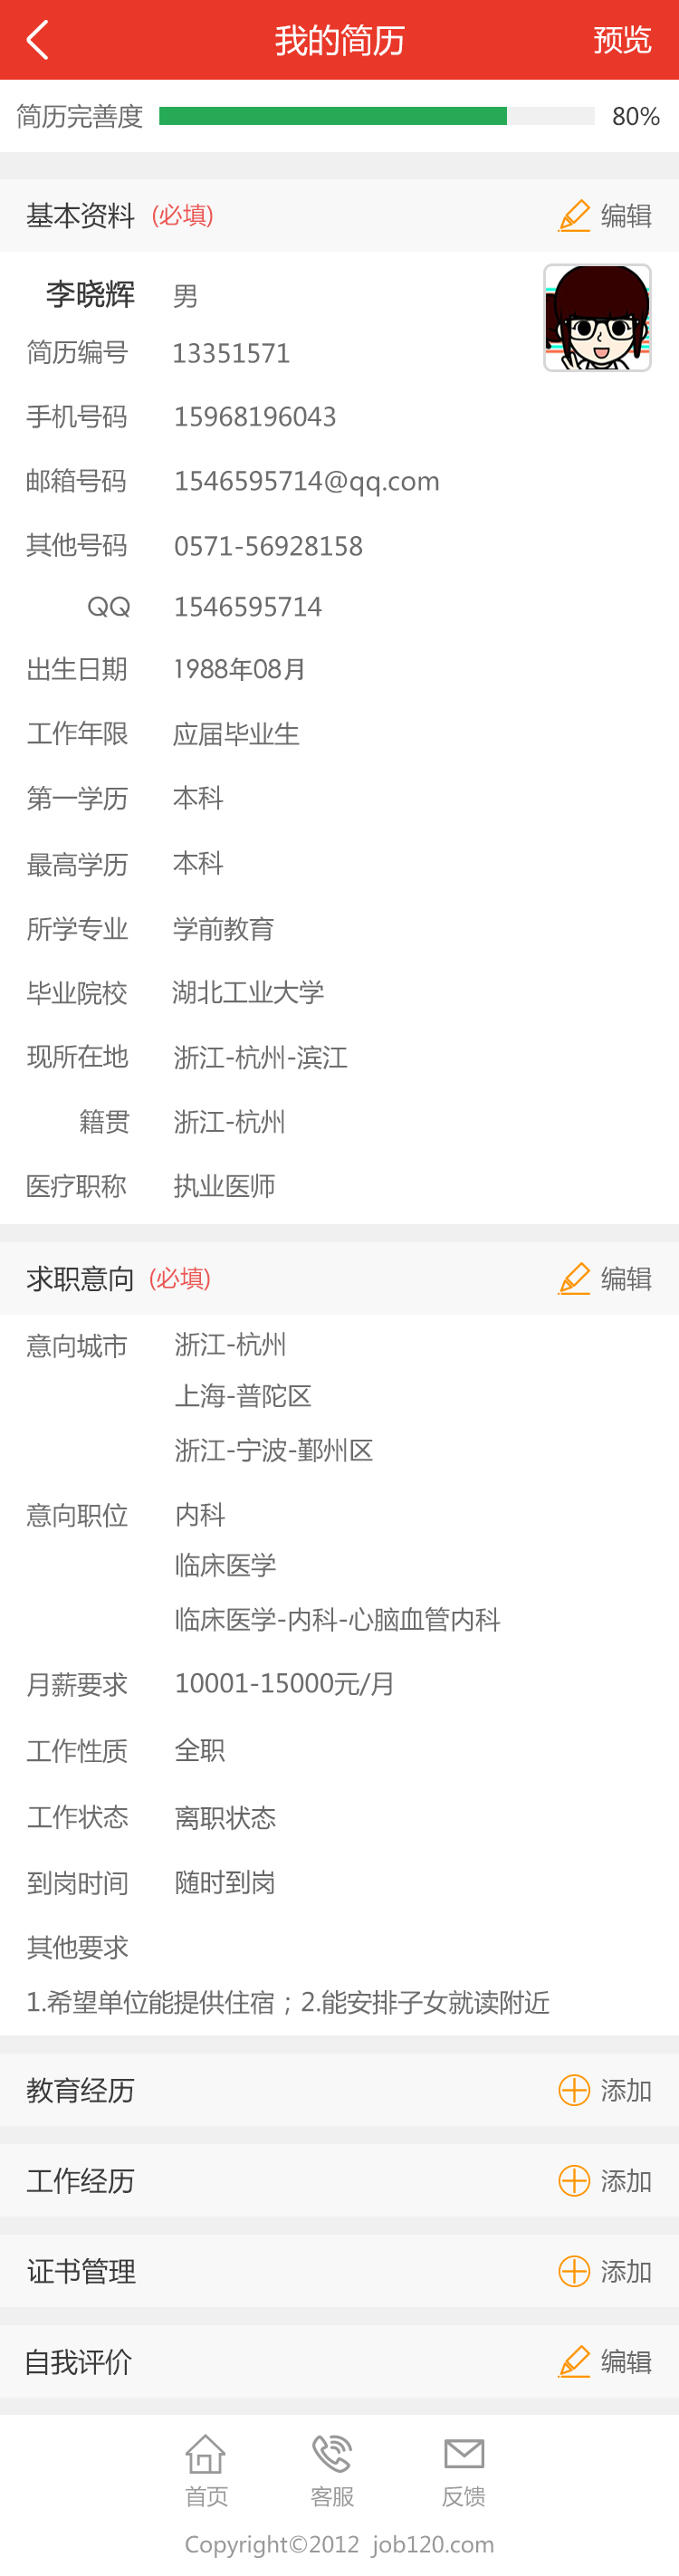 我的简历 预览
简历完善度 80%
基本资料 (必填) 编辑
李晓辉 男
简历编号 13351571
手机号码 15968196043
邮箱号码 1546595714@qq.com
其他号码 0571-56928158
QQ 1546595714
出生日期 1988年08月
工作年限 应届毕业生
第一学历 本科
最高学历 本科
所学专业 学前教育
毕业院校 湖北工业大学
现所在地 浙江-杭州-滨江
籍贯 浙江-杭州
医疗职称 执业医师
求职意向 (必填) 编辑
意向城市 浙江-杭州
上海-普陀区
浙江-宁波-鄞州区
意向职位 内科
临床医学
临床医学-内科-心脑血管内科
月薪要求 10001-15000元/月
工作性质 全职
工作状态 离职状态
到岗时间 随时到岗
其他要求
1.希望单位能提供住宿；2.能安排子女就读附近
教育经历 添加
工作经历 添加
证书管理 添加
自我评价 编辑
首页 客服 反馈
Copyright©2012 job120.com